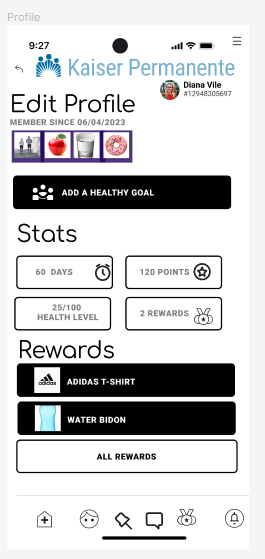 Profile
9:27
Kaiser Permanente
Diana Vile
#12948305697
Edit Profile
MEMBER SINCE 06/04/2023
ADD A HEALTHY GOAL
Stats
60 DAYS
120 POINTS
25/100
HEALTH LEVEL
2 REWARDS
Rewards
adidas
ADIDAS T-SHIRT
WATER BIDON
ALL REWARDS